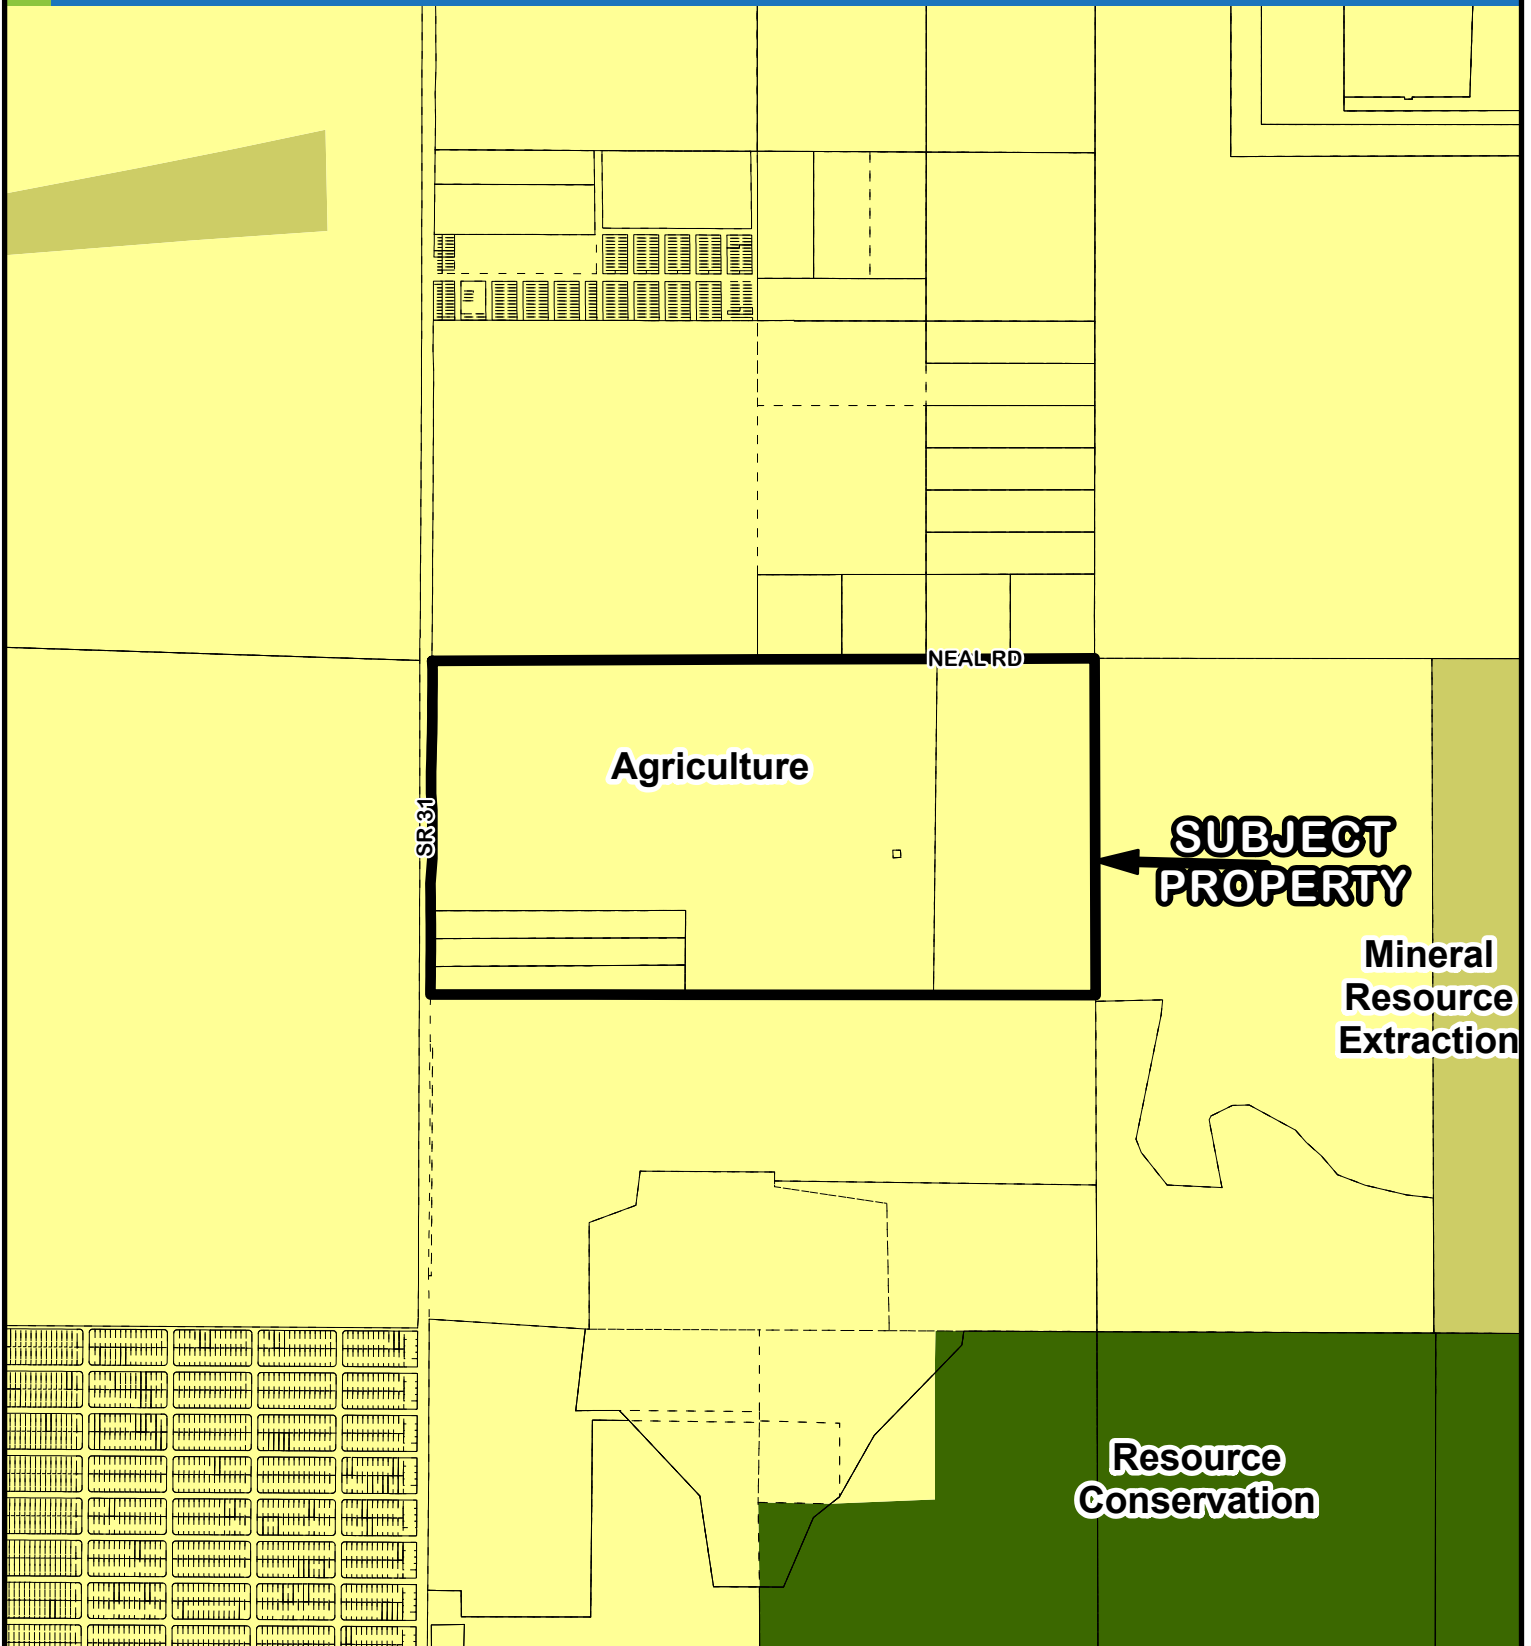 NEAL RD
Agriculture
SR 31
SUBJECT
PROPERTY
Mineral
Resource
Extraction
Resource
Conservation